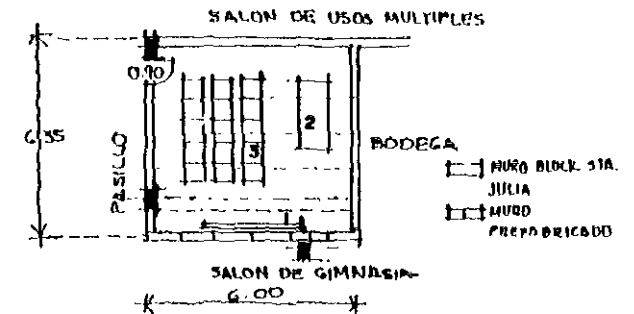 SALON DE USOS MULTIPLES
0.90
6.35
2
3
PASILLO
BODEGA
MURO BLOCK STA.
JULIA
MURO
PREFABRICADO
SALON DE GIMNASIA
6.00